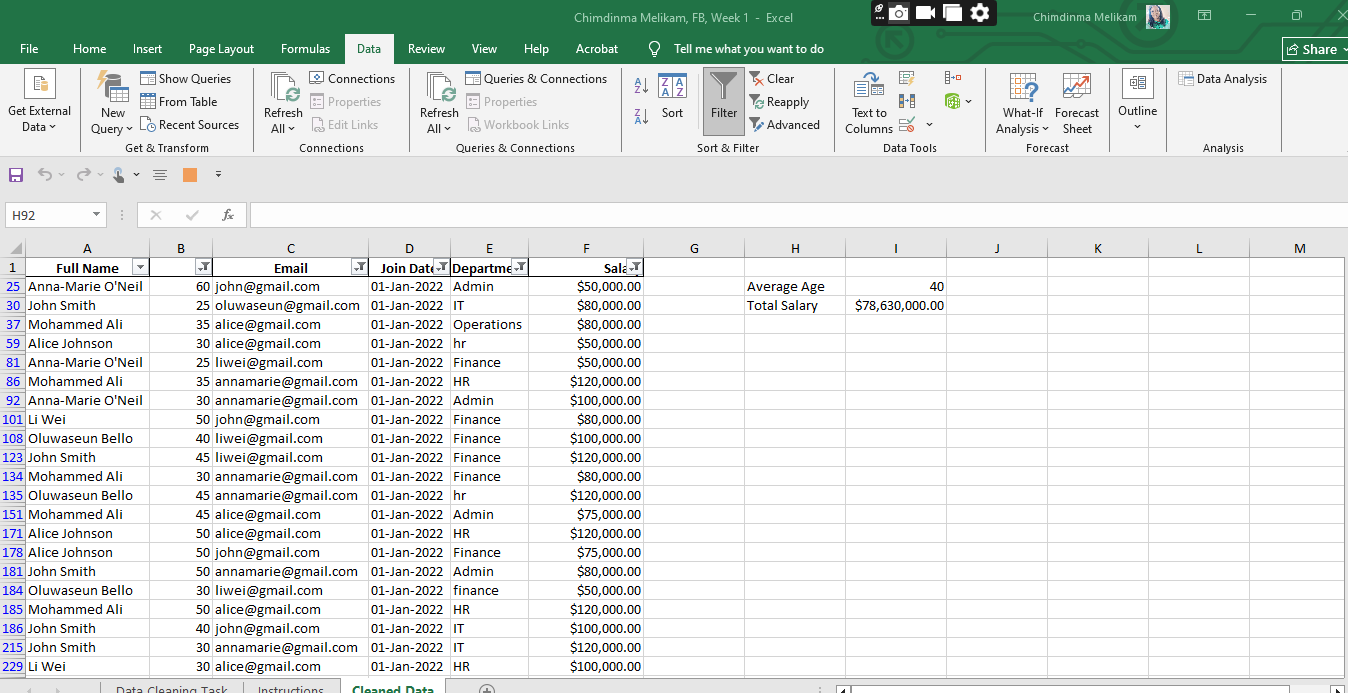 Chimdinma Melikam, FB, Week 1 - Excel
Chimdinma Melikam
File Home Insert Page Layout Formulas Data Review View Help Acrobat Tell me what you want to do Share
Get External Data
New Query
Show Queries
From Table
Recent Sources
Get & Transform
Refresh All
Connections
Properties
Edit Links
Connections
Refresh All
Queries & Connections
Properties
Workbook Links
Queries & Connections
Sort
Filter
Clear
Reapply
Advanced
Sort & Filter
Text to Columns
Data Tools
What-If Analysis
Forecast Sheet
Forecast
Outline
Data Analysis
Analysis
H92 fx
A B C D E F G H I J K L M
1 Full Name Email Join Date Departme Sala
25 Anna-Marie O'Neil 60 john@gmail.com 01-Jan-2022 Admin $50,000.00 Average Age 40
30 John Smith 25 oluwaseun@gmail.com 01-Jan-2022 IT $80,000.00 Total Salary $78,630,000.00
37 Mohammed Ali 35 alice@gmail.com 01-Jan-2022 Operations $80,000.00
59 Alice Johnson 30 alice@gmail.com 01-Jan-2022 hr $50,000.00
81 Anna-Marie O'Neil 25 liwei@gmail.com 01-Jan-2022 Finance $50,000.00
86 Mohammed Ali 35 annamarie@gmail.com 01-Jan-2022 HR $120,000.00
92 Anna-Marie O'Neil 30 annamarie@gmail.com 01-Jan-2022 Admin $100,000.00
101 Li Wei 50 john@gmail.com 01-Jan-2022 Finance $80,000.00
108 Oluwaseun Bello 40 liwei@gmail.com 01-Jan-2022 Finance $100,000.00
123 John Smith 45 liwei@gmail.com 01-Jan-2022 Finance $120,000.00
134 Mohammed Ali 30 annamarie@gmail.com 01-Jan-2022 Finance $80,000.00
135 Oluwaseun Bello 45 annamarie@gmail.com 01-Jan-2022 hr $120,000.00
151 Mohammed Ali 45 alice@gmail.com 01-Jan-2022 Admin $75,000.00
171 Alice Johnson 50 alice@gmail.com 01-Jan-2022 HR $120,000.00
178 Alice Johnson 50 john@gmail.com 01-Jan-2022 Finance $75,000.00
181 John Smith 50 annamarie@gmail.com 01-Jan-2022 Admin $80,000.00
184 Oluwaseun Bello 30 liwei@gmail.com 01-Jan-2022 finance $50,000.00
185 Mohammed Ali 50 alice@gmail.com 01-Jan-2022 HR $120,000.00
186 John Smith 40 john@gmail.com 01-Jan-2022 IT $100,000.00
215 John Smith 30 annamarie@gmail.com 01-Jan-2022 IT $120,000.00
229 Li Wei 30 alice@gmail.com 01-Jan-2022 HR $100,000.00
Data Cleaning Task Instructions Cleaned Data